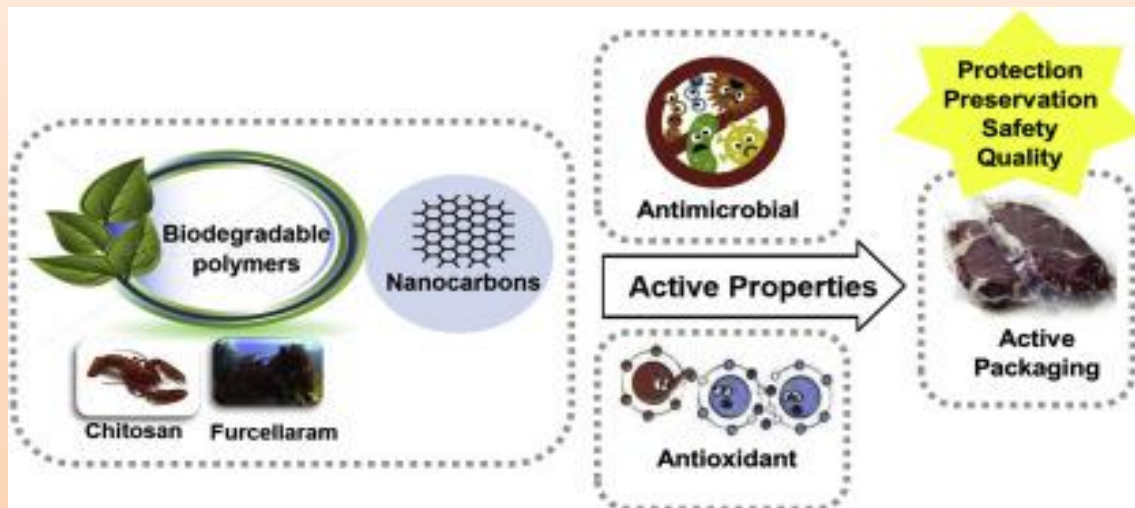 Biodegradable
polymers
Nanocarbons
Chitosan
Furcellaram
Antimicrobial
Active Properties
Antioxidant
Protection
Preservation
Safety
Quality
Active
Packaging